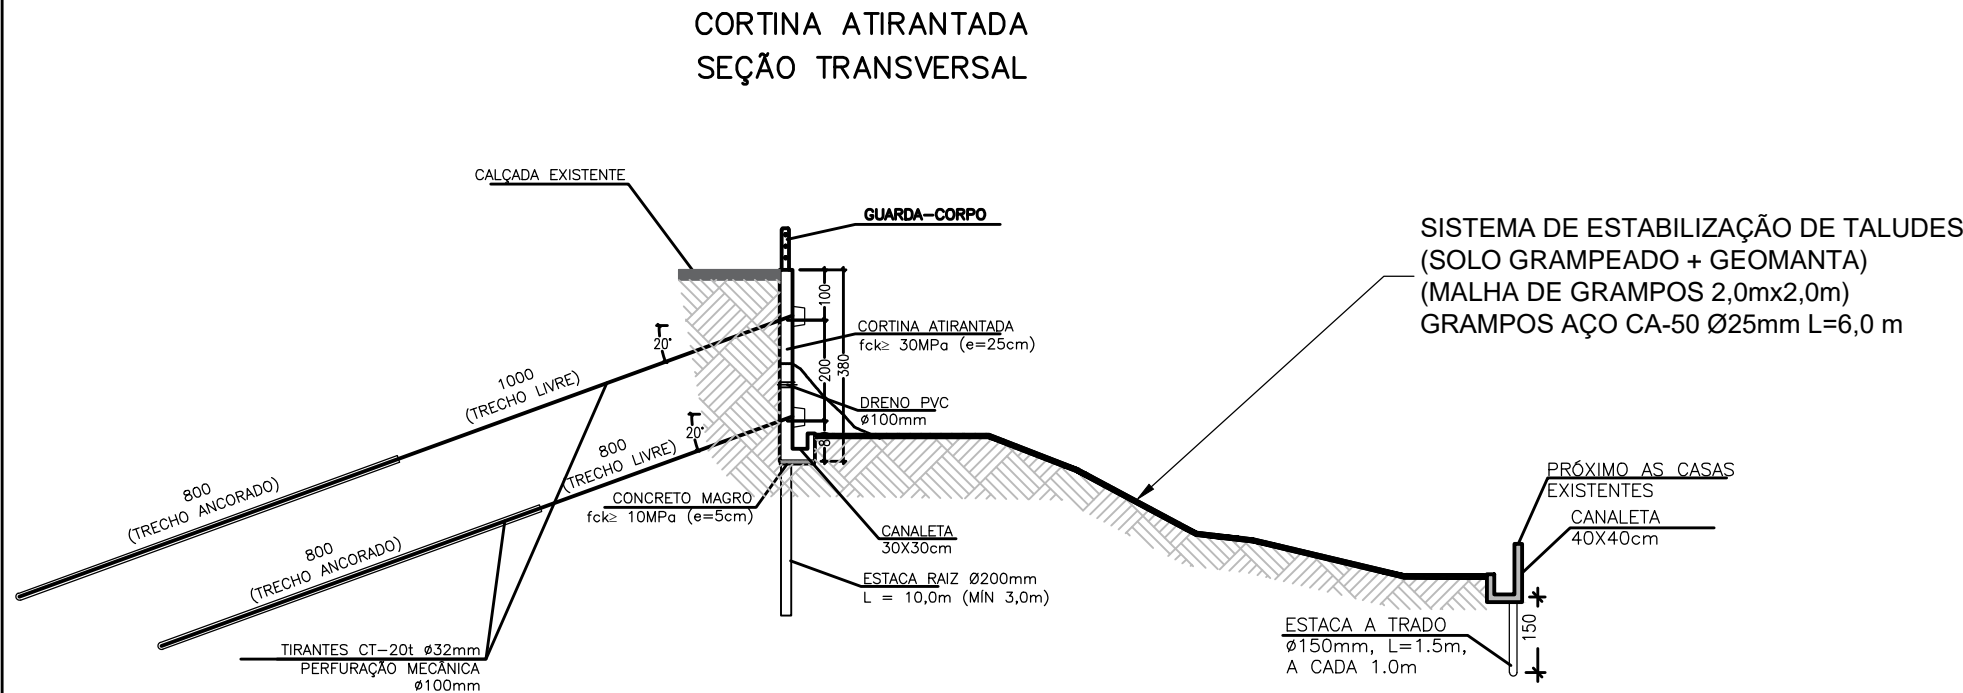 CORTINA ATIRANTADA
SEÇÃO TRANSVERSAL
CALÇADA EXISTENTE
GUARDA-CORPO
SISTEMA DE ESTABILIZAÇÃO DE TALUDES
(SOLO GRAMPEADO + GEOMANTA)
(MALHA DE GRAMPOS 2,0mx2,0m)
GRAMPOS AÇO CA-50 Ø25mm L=6,0 m
100
200
380
CORTINA ATIRANTADA
fck≥ 30MPa (e=25cm)
20°
1000
(TRECHO LIVRE)
DRENO PVC
ø100mm
20°
800
(TRECHO LIVRE)
800
(TRECHO ANCORADO)
800
(TRECHO ANCORADO)
CONCRETO MAGRO
fck≥ 10MPa (e=5cm)
CANALETA
30X30cm
ESTACA RAIZ Ø200mm
L = 10,0m (MÍN 3,0m)
TIRANTES CT-20t ø32mm
PERFURAÇÃO MECÂNICA
ø100mm
PRÓXIMO AS CASAS
EXISTENTES
CANALETA
40X40cm
150
ESTACA A TRADO
ø150mm, L=1.5m,
A CADA 1.0m